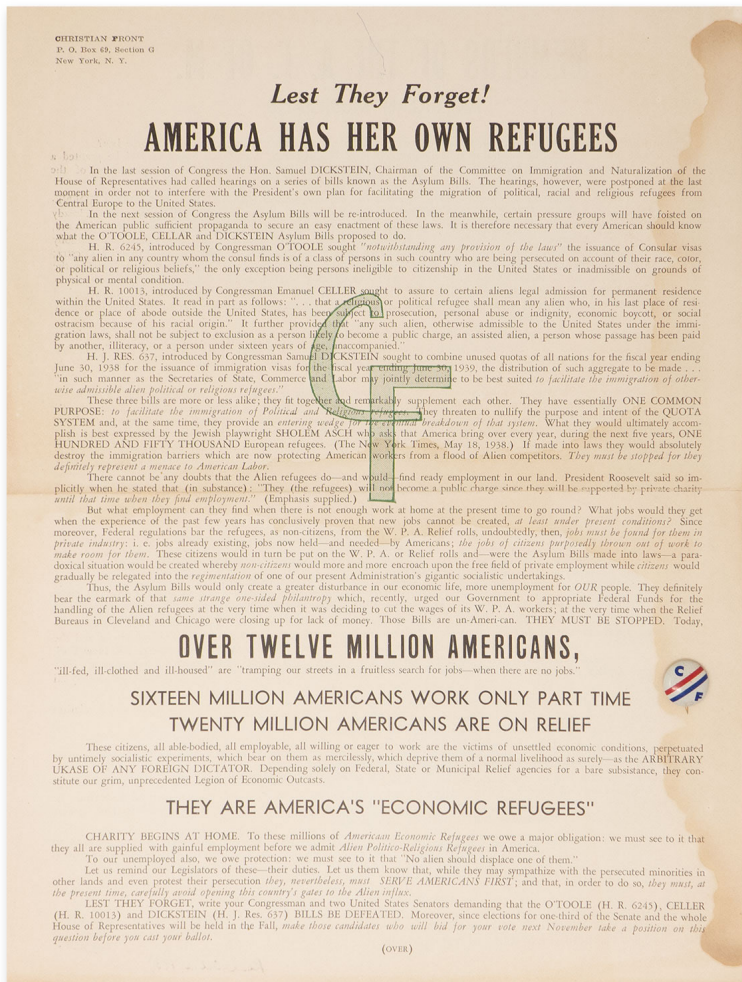 CHRISTIAN FRONT
P. O. Box 69, Section G
New York, N. Y.
Lest They Forget!
AMERICA HAS HER OWN REFUGEES
In the last session of Congress the Hon. Samuel DICKSTEIN, Chairman of the Committee on Immigration and Naturalization of the
House of Representatives had called hearings on a series of bills known as the Asylum Bills. The hearings, however, were postponed at the last
moment in order not to interfere with the President's own plan for facilitating the migration of political, racial and religious refugees from
Central Europe to the United States.
In the next session of Congress the Asylum Bills will be re-introduced. In the meanwhile, certain pressure groups will have foisted on
the American public sufficient propaganda to secure an easy enactment of these laws. It is therefore necessary that every American should know
what the O'TOOLE, CELLAR and DICKSTEIN Asylum Bills proposed to do.
H. R. 6245, introduced by Congressman O'TOOLE sought "notwithstanding any provision of the laws" the issuance of Consular visas
to "any alien in any country whom the consul finds is of a class of persons in such country who are being persecuted on account of their race, color,
or political or religious beliefs," the only exception being persons ineligible to citizenship in the United States or inadmissible on grounds of
physical or mental condition.
H. R. 10013, introduced by Congressman Emanuel CELLER sought to assure to certain aliens legal admission for permanent residence
within the United States. It read in part as follows: ". . . that a religious or political refugee shall mean any alien who, in his last place of resi-
dence or place of abode outside the United States, has been subject to prosecution, personal abuse or indignity, economic boycott, or social
ostracism because of his racial origin." It further provided that "any such alien, otherwise admissible to the United States under the immi-
gration laws, shall not be subject to exclusion as a person likely to become a public charge, an assisted alien, a person whose passage has been paid
by another, illiteracy, or a person under sixteen years of age, unaccompanied."
H. J. RES. 637, introduced by Congressman Samuel DICKSTEIN sought to combine unused quotas of all nations for the fiscal year ending
June 30, 1938 for the issuance of immigration visas for the fiscal year ending June 30, 1939, the distribution of such aggregate to be made . . .
"in such manner as the Secretaries of State, Commerce and Labor may jointly determine to be best suited to facilitate the immigration of other-
wise admissible alien political or religious refugees."
These three bills are more or less alike; they fit together and remarkably supplement each other. They have essentially ONE COMMON
PURPOSE: to facilitate the immigration of Political and Religious refugees. They threaten to nullify the purpose and intent of the QUOTA
SYSTEM and, at the same time, they provide an entering wedge for the eventual breakdown of that system. What they would ultimately accom-
plish is best expressed by the Jewish playwright SHOLEM ASCH who asks that America bring over every year, during the next five years, ONE
HUNDRED AND FIFTY THOUSAND European refugees. (The New York Times, May 18, 1938.) If made into laws they would absolutely
destroy the immigration barriers which are now protecting American workers from a flood of Alien competitors. They must be stopped for they
definitely represent a menace to American Labor.
There cannot be any doubts that the Alien refugees do—and would—find ready employment in our land. President Roosevelt said so im-
plicitly when he stated that (in substance): "They (the refugees) will not become a public charge since they will be supported by private charity
until that time when they find employment." (Emphasis supplied.)
But what employment can they find when there is not enough work at home at the present time to go round? What jobs would they get
when the experience of the past few years has conclusively proven that new jobs cannot be created, at least under present conditions? Since
moreover, Federal regulations bar the refugees, as non-citizens, from the W. P. A. Relief rolls, undoubtedly, then, jobs must be found for them in
private industry: i. e. jobs already existing, jobs now held—and needed—by Americans; the jobs of citizens purposedly thrown out of work to
make room for them. These citizens would in turn be put on the W. P. A. or Relief rolls and—were the Asylum Bills made into laws—a para-
doxical situation would be created whereby non-citizens would more and more encroach upon the free field of private employment while citizens would
gradually be relegated into the regimentation of one of our present Administration's gigantic socialistic undertakings.
Thus, the Asylum Bills would only create a greater disturbance in our economic life, more unemployment for OUR people. They definitely
bear the earmark of that same strange one-sided philanthropy which, recently, urged our Government to appropriate Federal Funds for the
handling of the Alien refugees at the very time when it was deciding to cut the wages of its W. P. A. workers; at the very time when the Relief
Bureaus in Cleveland and Chicago were closing up for lack of money. Those Bills are un-Ameri-can. THEY MUST BE STOPPED. Today,
OVER TWELVE MILLION AMERICANS,
"ill-fed, ill-clothed and ill-housed" are "tramping our streets in a fruitless search for jobs—when there are no jobs."
C F
SIXTEEN MILLION AMERICANS WORK ONLY PART TIME
TWENTY MILLION AMERICANS ARE ON RELIEF
These citizens, all able-bodied, all employable, all willing or eager to work are the victims of unsettled economic conditions, perpetuated
by untimely socialistic experiments, which bear on them as mercilessly, which deprive them of a normal livelihood as surely—as the ARBITRARY
UKASE OF ANY FOREIGN DICTATOR. Depending solely on Federal, State or Municipal Relief agencies for a bare subsistance, they con-
stitute our grim, unprecedented Legion of Economic Outcasts.
THEY ARE AMERICA'S "ECONOMIC REFUGEES"
CHARITY BEGINS AT HOME. To these millions of American Economic Refugees we owe a major obligation: we must see to it that
they all are supplied with gainful employment before we admit Alien Politico-Religious Refugees in America.
To our unemployed also, we owe protection: we must see to it that "No alien should displace one of them."
Let us remind our Legislators of these—their duties. Let us them know that, while they may sympathize with the persecuted minorities in
other lands and even protest their persecution they, nevertheless, must SERVE AMERICANS FIRST; and that, in order to do so, they must, at
the present time, carefully avoid opening this country's gates to the Alien influx.
LEST THEY FORGET, write your Congressman and two United States Senators demanding that the O'TOOLE (H. R. 6245), CELLER
(H. R. 10013) and DICKSTEIN (H. J. Res. 637) BILLS BE DEFEATED. Moreover, since elections for one-third of the Senate and the whole
House of Representatives will be held in the Fall, make those candidates who will bid for your vote next November take a position on this
question before you cast your ballot.
(OVER)